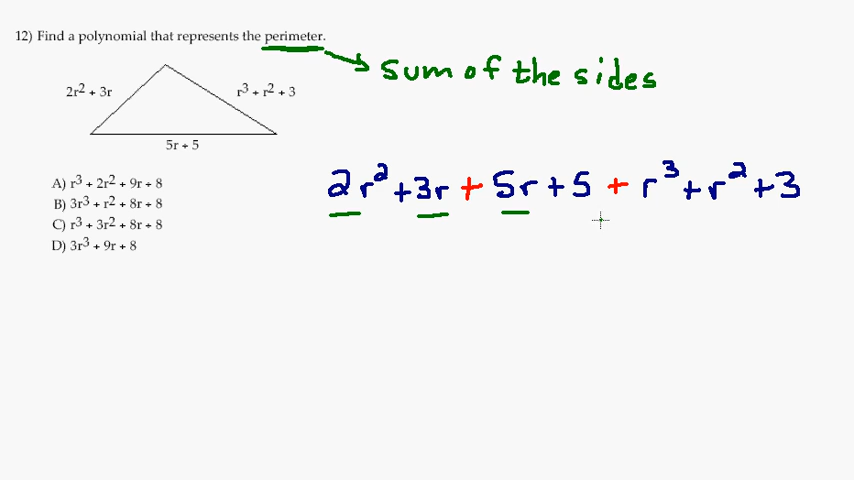 12) Find a polynomial that represents the perimeter.
sum of the sides
2r² + 3r
r³ + r² + 3
5r + 5
2r² + 3r + 5r + 5 + r³ + r² + 3
A) r³ + 2r² + 9r + 8
B) 3r³ + r² + 8r + 8
C) r³ + 3r² + 8r + 8
D) 3r³ + 9r + 8